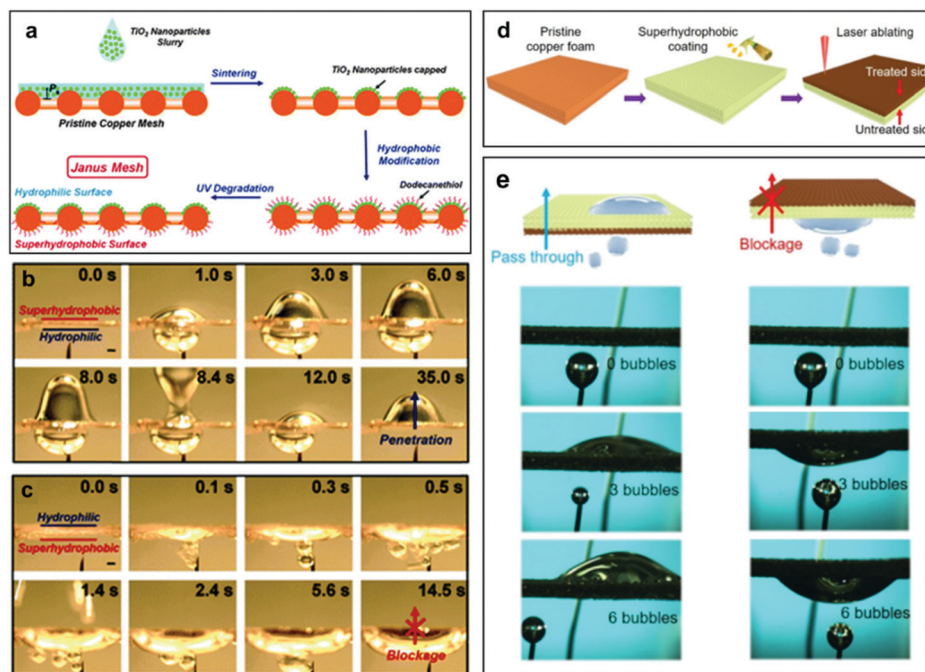 a
TiO₂ Nanoparticles
Slurry
Sintering
TiO₂ Nanoparticles capped
Pristine Copper Mesh
Hydrophobic
Modification
Janus Mesh
Hydrophilic Surface
UV Degradation
Dodecanethiol
Superhydrophobic Surface
b
0.0 s
1.0 s
3.0 s
6.0 s
Superhydrophobic
Hydrophilic
8.0 s
8.4 s
12.0 s
35.0 s
Penetration
c
0.0 s
0.1 s
0.3 s
0.5 s
Hydrophilic
Superhydrophobic
1.4 s
2.4 s
5.6 s
14.5 s
Blockage
d
Pristine
copper foam
Superhydrophobic
coating
Laser ablating
Treated side
Untreated side
e
Pass through
Blockage
0 bubbles
0 bubbles
3 bubbles
3 bubbles
6 bubbles
6 bubbles